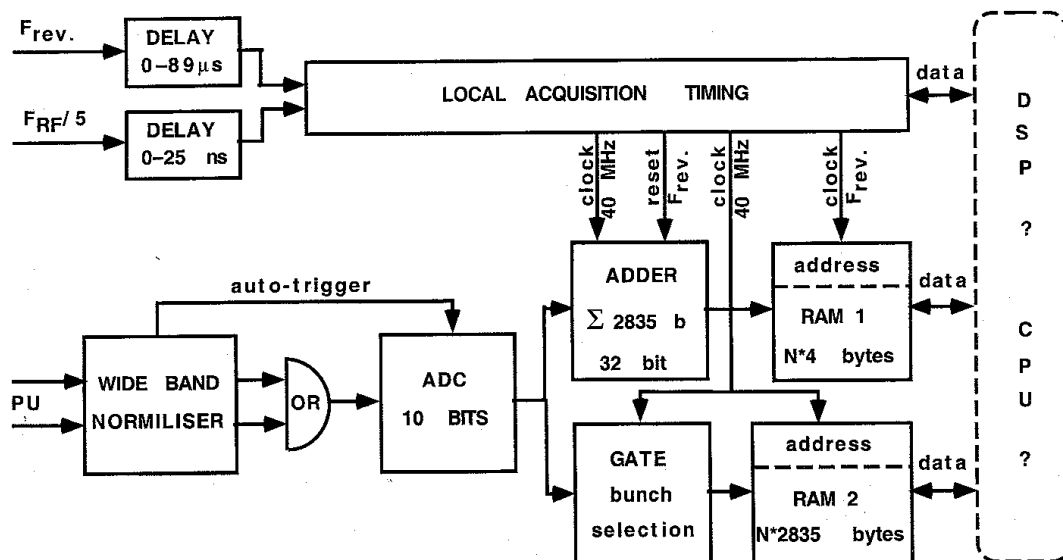 Frev.
DELAY
0-89µs
FRF/5
DELAY
0-25 ns
LOCAL ACQUISITION TIMING
data
clock
40 MHz
reset
Frev.
clock
40 MHz
clock
Frev.
auto-trigger
PU
WIDE BAND
NORMILISER
OR
ADC
10 BITS
ADDER
Σ 2835 b
32 bit
address
RAM 1
N*4 bytes
data
GATE
bunch
selection
address
RAM 2
N*2835 bytes
data
DSP ?
CPU ?